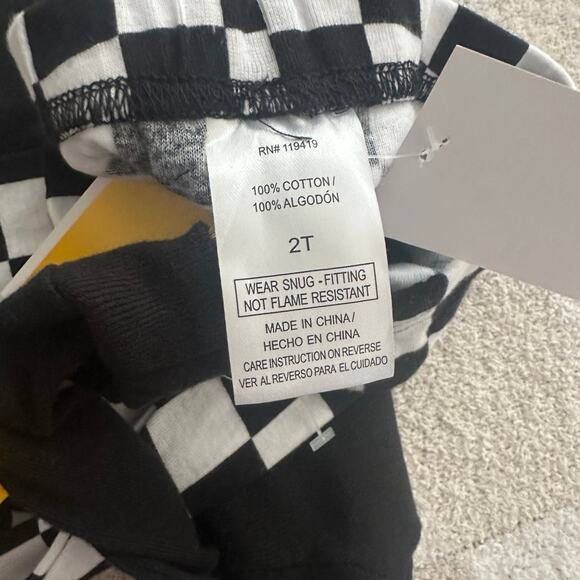 RN# 119419
100% COTTON /
100% ALGODÓN
2T
WEAR SNUG - FITTING
NOT FLAME RESISTANT
MADE IN CHINA /
HECHO EN CHINA
CARE INSTRUCTION ON REVERSE
VER AL REVERSO PARA EL CUIDADO